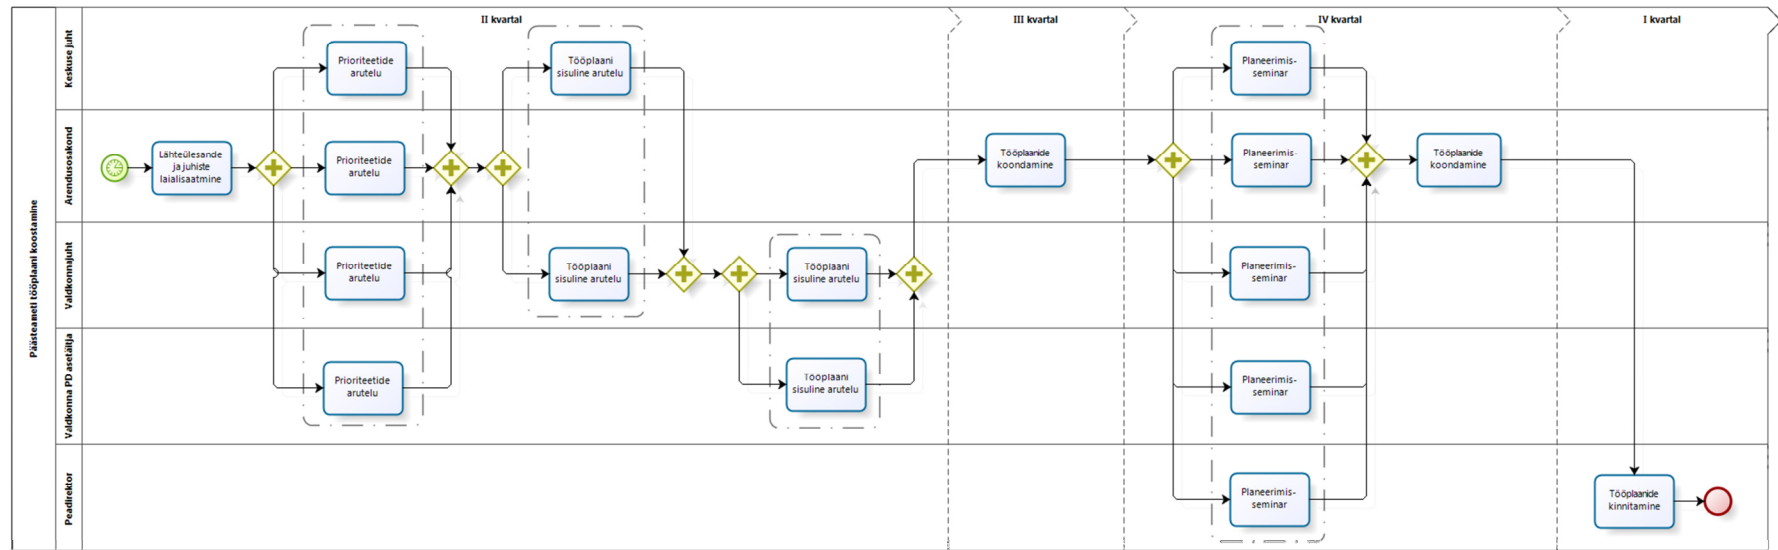 Päästeameti tööplaani koostamine
II kvartal
III kvartal
IV kvartal
I kvartal
Keskuse juht
Prioriteetide
arutelu
Tööplaani
sisuline arutelu
Planeerimis-
seminar
Arendusosakond
Lähteülesande
ja juhiste
laialisaatmine
Prioriteetide
arutelu
Tööplaanide
koondamine
Planeerimis-
seminar
Tööplaanide
koondamine
Valdkonnajuht
Prioriteetide
arutelu
Tööplaani
sisuline arutelu
Tööplaani
sisuline arutelu
Planeerimis-
seminar
Valdkonna PD asetäitja
Prioriteetide
arutelu
Tööplaani
sisuline arutelu
Planeerimis-
seminar
Peadirektor
Planeerimis-
seminar
Tööplaanide
kinnitamine